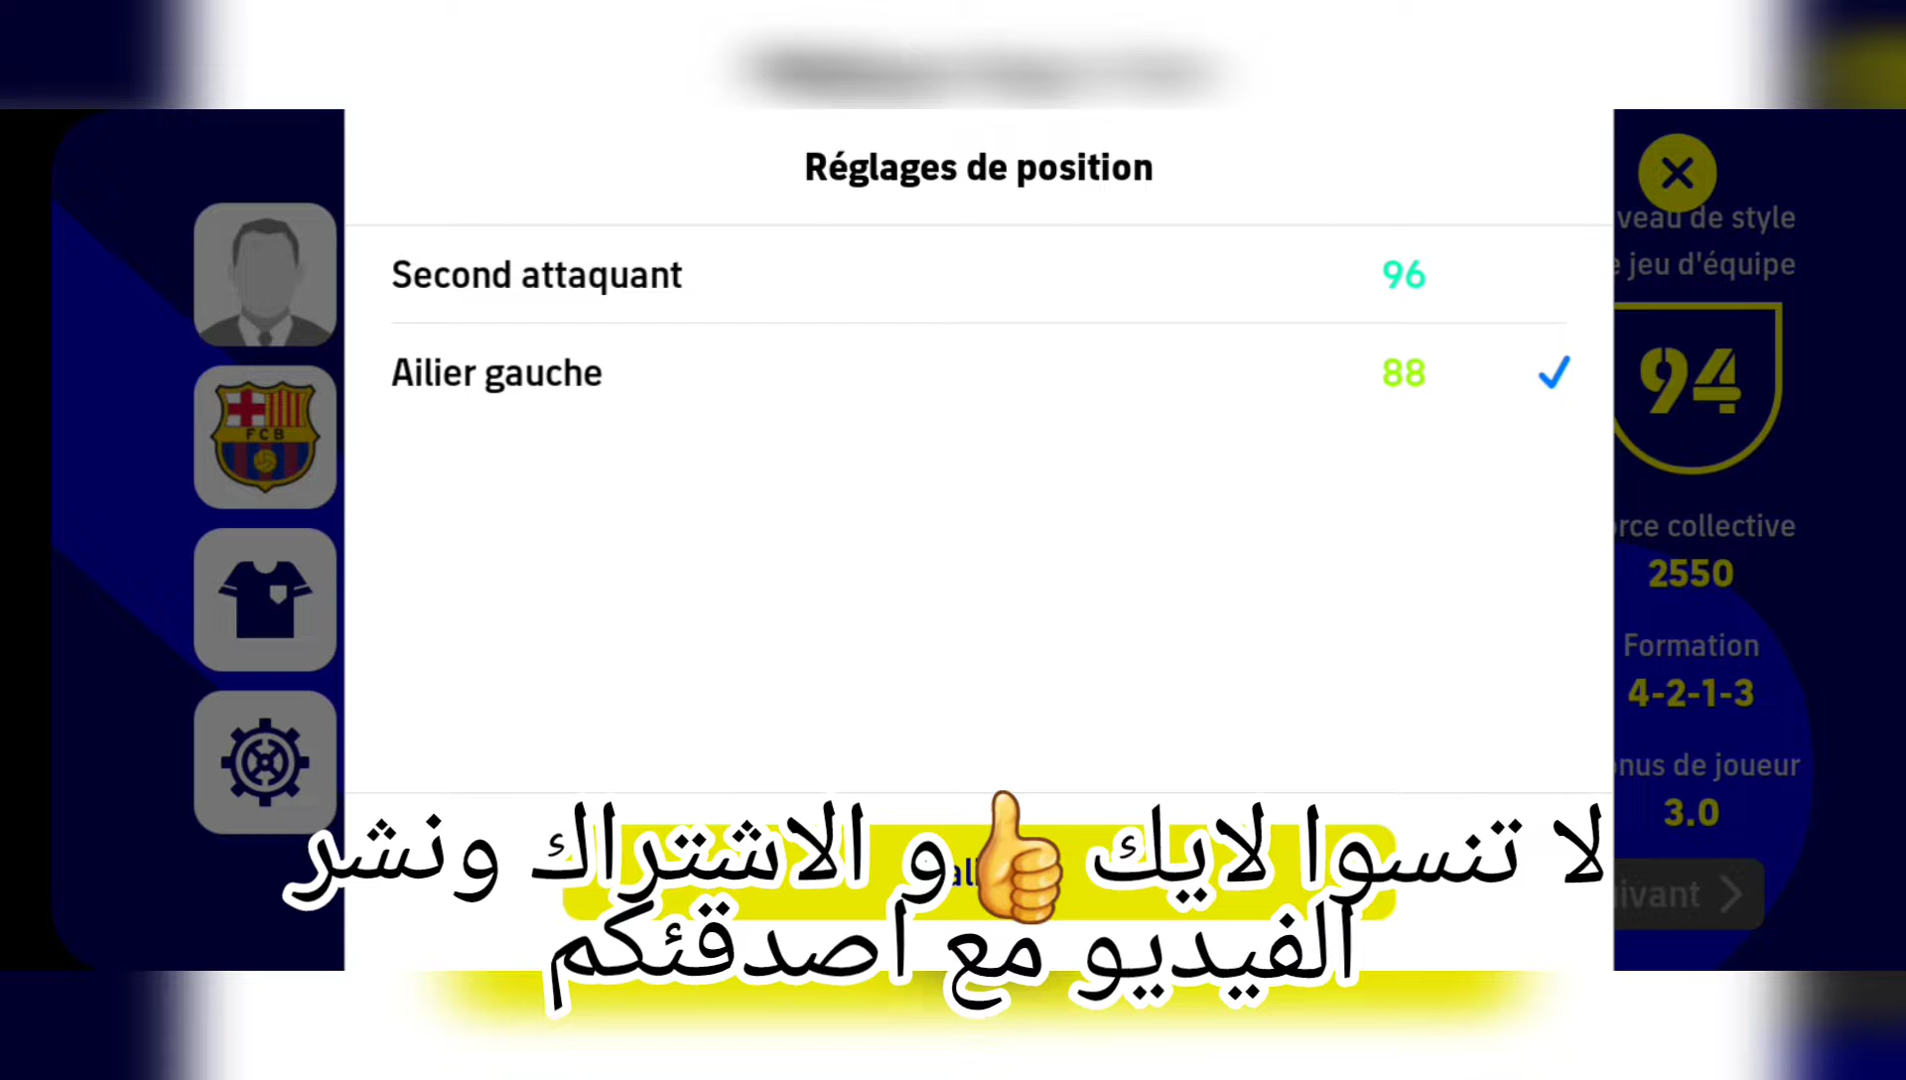 Réglages de position
Second attaquant 96
Ailier gauche 88
FCB
veau de style
jeu d'équipe
94
rce collective
2550
Formation
4-2-1-3
nus de joueur
3.0
ivant
لا تنسوا لايك 👍 و الاشتراك ونشر
الفيديو مع اصدقئكم